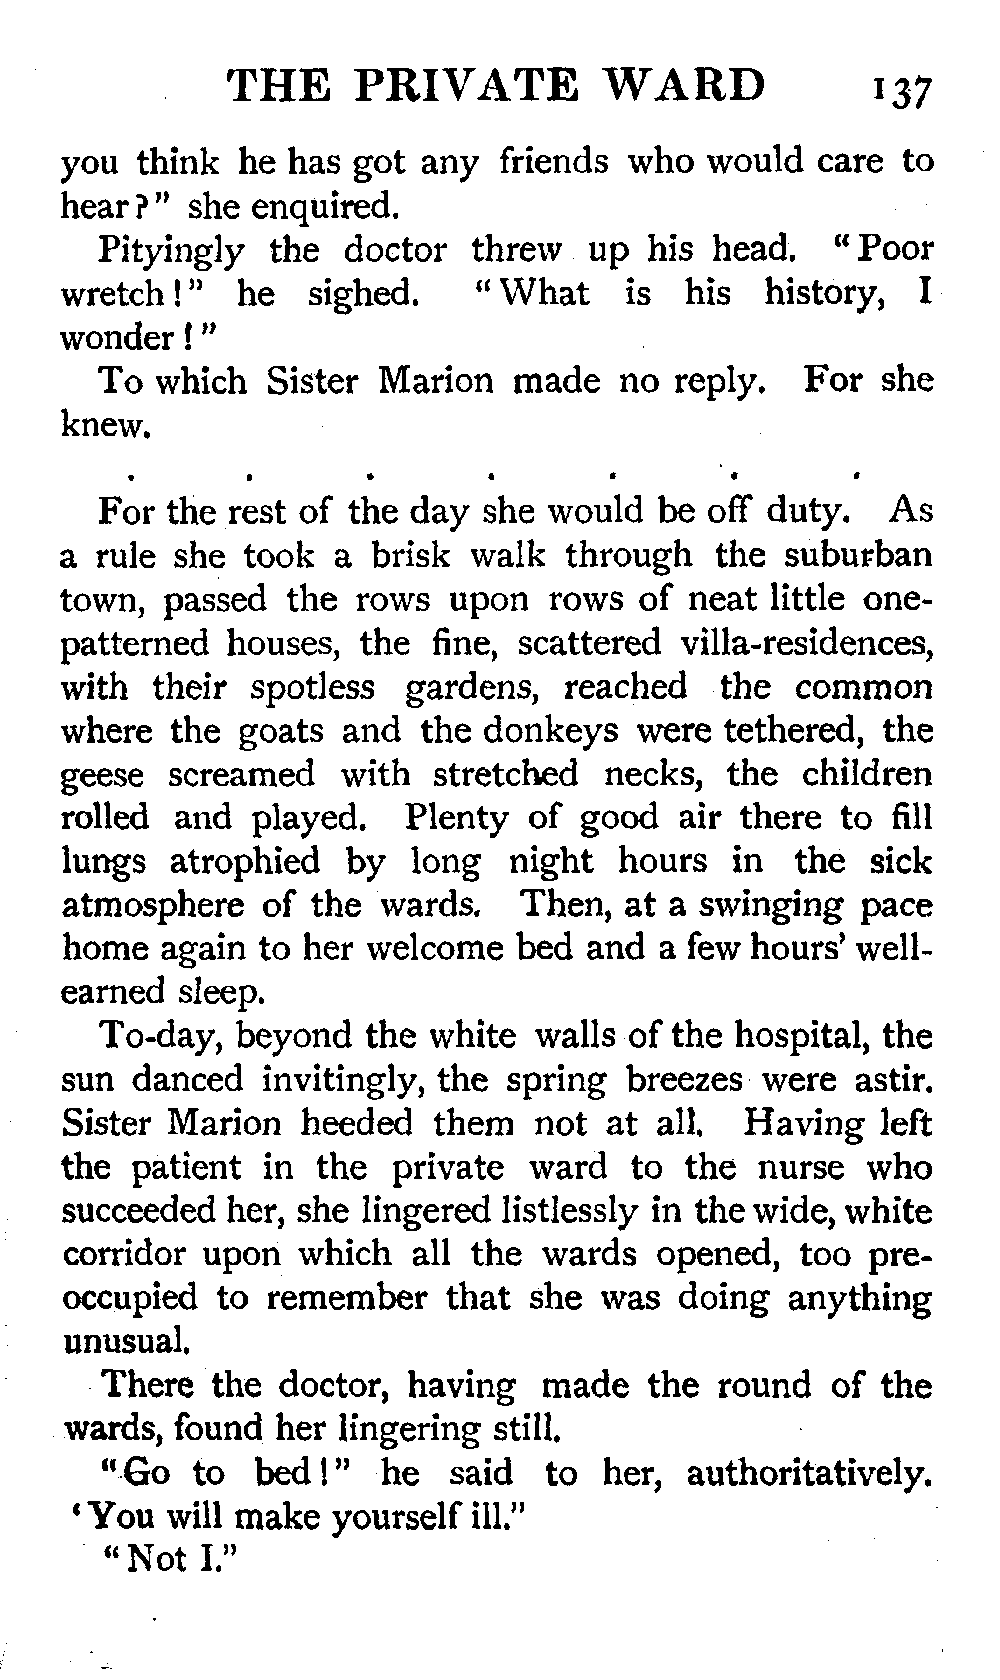 THE PRIVATE WARD 137
you think he has got any friends who would care to
hear?" she enquired.
Pityingly the doctor threw up his head. "Poor
wretch!" he sighed. "What is his history, I
wonder!"
To which Sister Marion made no reply. For she
knew.
. . . . . . .
For the rest of the day she would be off duty. As
a rule she took a brisk walk through the suburban
town, passed the rows upon rows of neat little one-
patterned houses, the fine, scattered villa-residences,
with their spotless gardens, reached the common
where the goats and the donkeys were tethered, the
geese screamed with stretched necks, the children
rolled and played. Plenty of good air there to fill
lungs atrophied by long night hours in the sick
atmosphere of the wards. Then, at a swinging pace
home again to her welcome bed and a few hours' well-
earned sleep.
To-day, beyond the white walls of the hospital, the
sun danced invitingly, the spring breezes were astir.
Sister Marion heeded them not at all. Having left
the patient in the private ward to the nurse who
succeeded her, she lingered listlessly in the wide, white
corridor upon which all the wards opened, too pre-
occupied to remember that she was doing anything
unusual.
There the doctor, having made the round of the
wards, found her lingering still.
"Go to bed!" he said to her, authoritatively.
'You will make yourself ill."
"Not I."